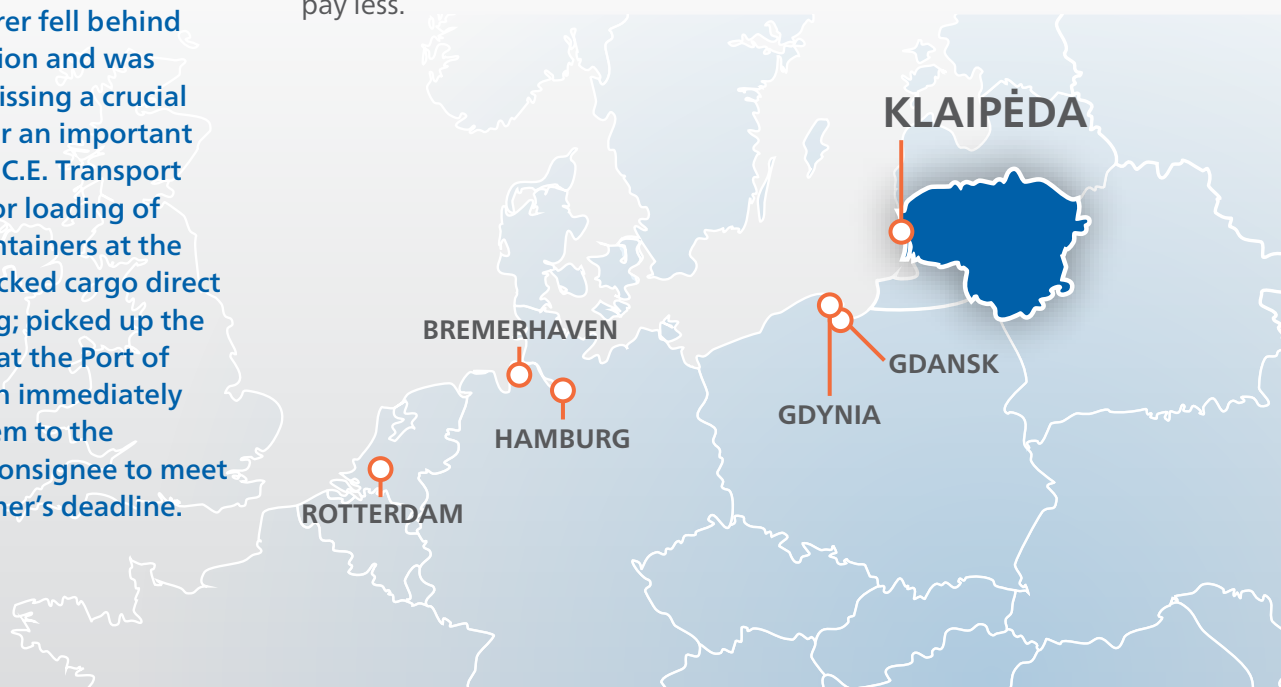 rer fell behind
ion and was
issing a crucial
r an important
C.E. Transport
or loading of
ntainers at the
cked cargo direct
g; picked up the
at the Port of
n immediately
em to the
onsignee to meet
ner’s deadline.
pay less.
KLAIPĖDA
BREMERHAVEN
GDANSK
GDYNIA
HAMBURG
ROTTERDAM